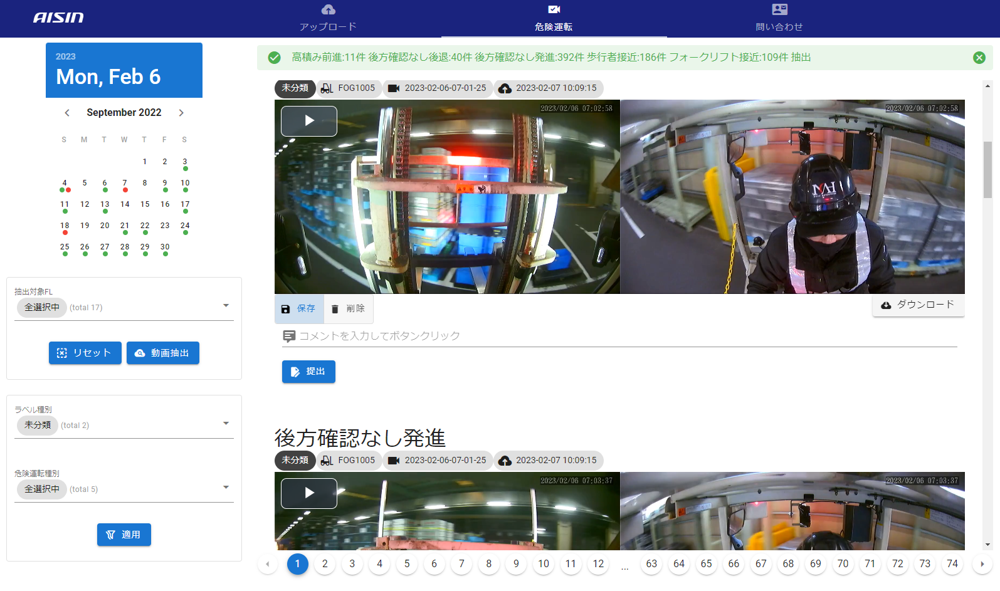 AISIN
アップロード
危険運転
問い合わせ
2023
Mon, Feb 6
September 2022
S M T W T F S
1 2 3
4 5 6 7 8 9 10
11 12 13 14 15 16 17
18 19 20 21 22 23 24
25 26 27 28 29 30
抽出対象FL
全選択中 (total 17)
リセット 動画抽出
ラベル種別
未分類 (total 2)
危険運転種別
全選択中 (total 5)
適用
高積み前進:11件 後方確認なし後退:40件 後方確認なし発進:392件 歩行者接近:186件 フォークリフト接近:109件 抽出
未分類 FOG1005 2023-02-06-07-01-25 2023-02-07 10:09:15
2023/02/06 07:02:58 2023/02/06 07:02:58
保存 削除 ダウンロード
コメントを入力してボタンクリック
提出
後方確認なし発進
未分類 FOG1005 2023-02-06-07-01-25 2023-02-07 10:09:15
2023/02/06 07:03:37 2023/02/06 07:03:37
1 2 3 4 5 6 7 8 9 10 11 12 ... 63 64 65 66 67 68 69 70 71 72 73 74